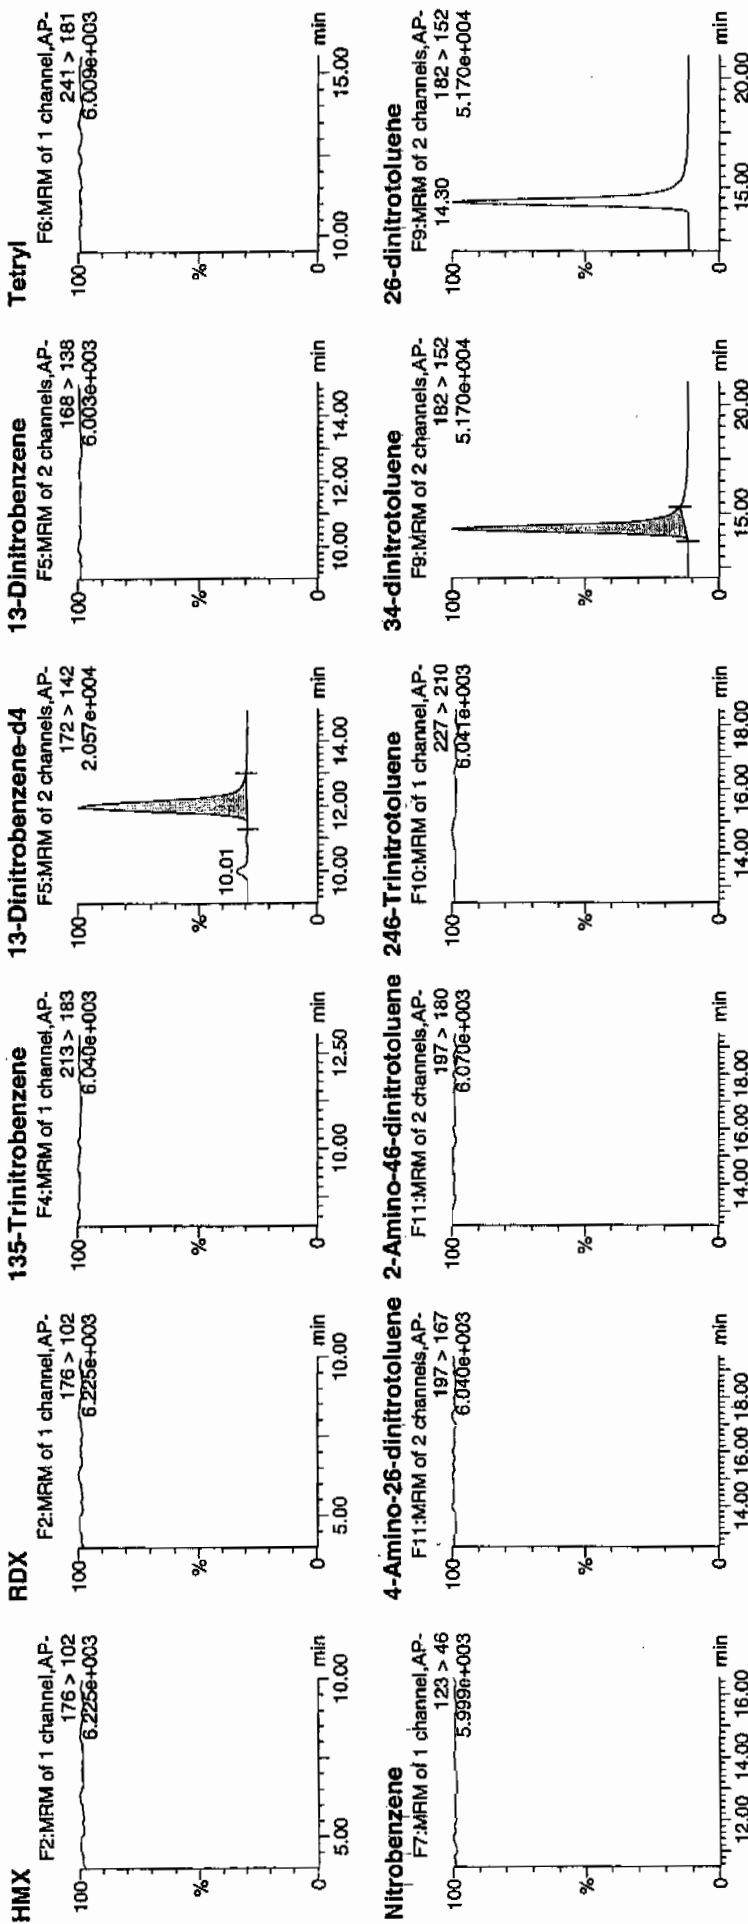 HMX
F2:MRM of 1 channel,AP-
176 > 102
6.225e+003
100
%
0
5.00
10.00
min
RDX
F2:MRM of 1 channel,AP-
176 > 102
6.225e+003
100
%
0
5.00
10.00
min
135-Trinitrobenzene
F4:MRM of 1 channel,AP-
213 > 183
6.040e+003
100
%
0
10.00
12.50
min
13-Dinitrobenzene-d4
F5:MRM of 2 channels,AP-
172 > 142
2.057e+004
100
10.01
%
0
10.00
12.00
14.00
min
13-Dinitrobenzene
F5:MRM of 2 channels,AP-
168 > 138
6.003e+003
100
%
0
10.00
12.00
14.00
min
Tetryl
F6:MRM of 1 channel,AP-
241 > 181
6.009e+003
100
%
0
10.00
15.00
min
Nitrobenzene
F7:MRM of 1 channel,AP-
123 > 46
5.999e+003
100
%
0
12.00
14.00
16.00
min
4-Amino-26-dinitrotoluene
F11:MRM of 2 channels,AP-
197 > 167
6.040e+003
100
%
0
14.00
16.00
18.00
min
2-Amino-46-dinitrotoluene
F11:MRM of 2 channels,AP-
197 > 180
6.070e+003
100
%
0
14.00
16.00
18.00
min
246-Trinitrotoluene
F10:MRM of 1 channel,AP-
227 > 210
6.041e+003
100
%
0
14.00
16.00
18.00
min
34-dinitrotoluene
F9:MRM of 2 channels,AP-
182 > 152
5.170e+004
100
%
0
15.00
20.00
min
26-dinitrotoluene
F9:MRM of 2 channels,AP-
182 > 152
5.170e+004
14.30
100
%
0
15.00
20.00
min